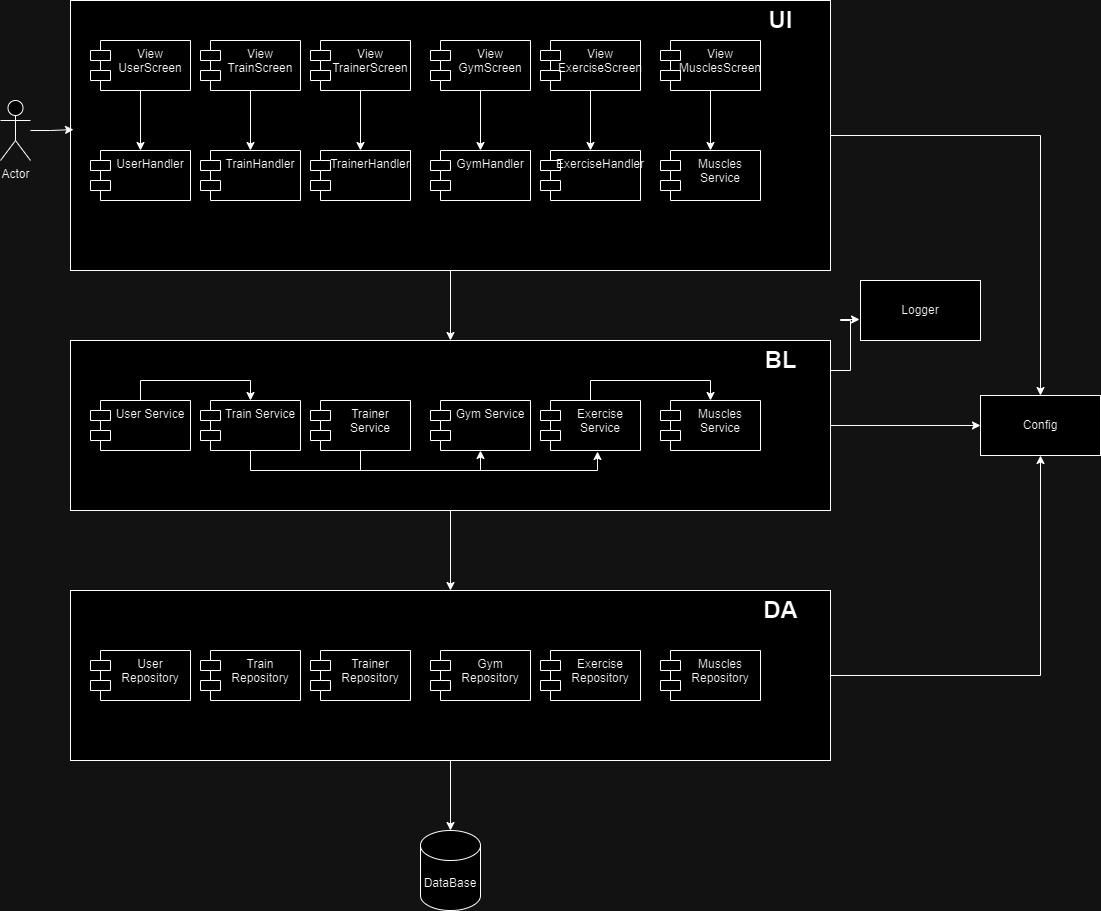 UI
View
UserScreen
View
TrainScreen
View
TrainerScreen
View
GymScreen
View
ExerciseScreen
View
MusclesScreen
Actor
UserHandler
TrainHandler
TrainerHandler
GymHandler
ExerciseHandler
Muscles
Service
Logger
BL
User Service
Train Service
Trainer
Service
Gym Service
Exercise
Service
Muscles
Service
Config
DA
User
Repository
Train
Repository
Trainer
Repository
Gym
Repository
Exercise
Repository
Muscles
Repository
DataBase